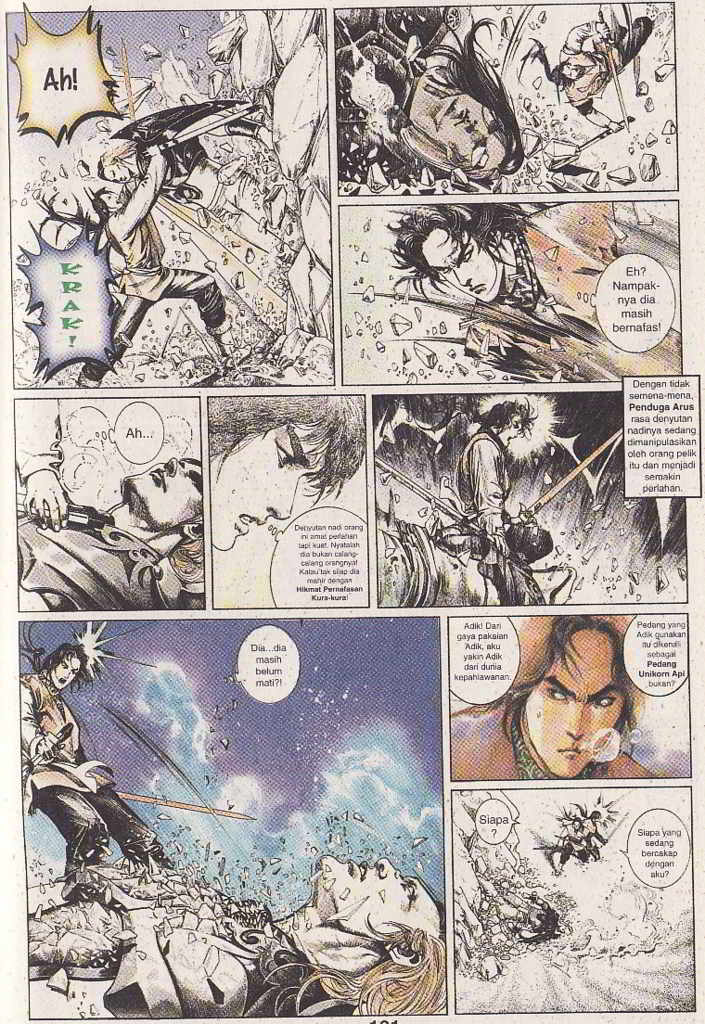 Ah!
KRAK!
Eh?
Nampak-
nya dia
masih
bernafas!
Ah...
Denyutan nadi orang
ini amat perlahan
tapi kuat. Nyatalah
dia bukan calang-
calang orangnya!
Kalau tak silap dia
mahir dengan
Hikmat Pernafasan
Kura-kura!
Dengan tidak
semena-mena,
Penduga Arus
rasa denyutan
nadinya sedang
dimanipulasikan
oleh orang pelik
itu dan menjadi
semakin
perlahan.
Dia...dia
masih
belum
mati?!
Adik! Dari
gaya pakaian
Adik, aku
yakin Adik
dari dunia
kepahlawanan.
Pedang yang
Adik gunakan
itu dikenali
sebagai
Pedang
Unikorn Api
bukan?
Siapa
?
Siapa yang
sedang
bercakap
dengan
aku?